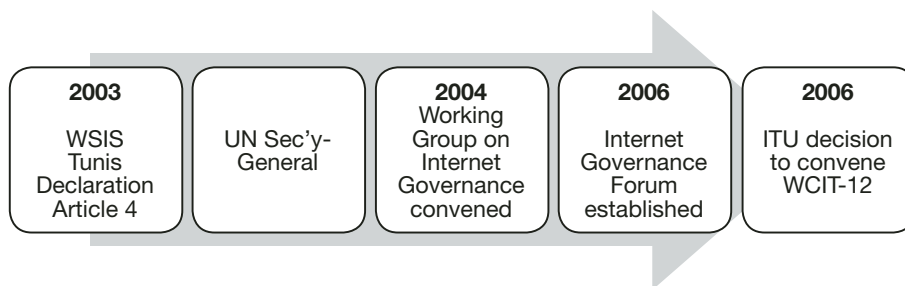 2003
WSIS
Tunis
Declaration
Article 4
UN Sec'y-
General
2004
Working
Group on
Internet
Governance
convened
2006
Internet
Governance
Forum
established
2006
ITU decision
to convene
WCIT-12